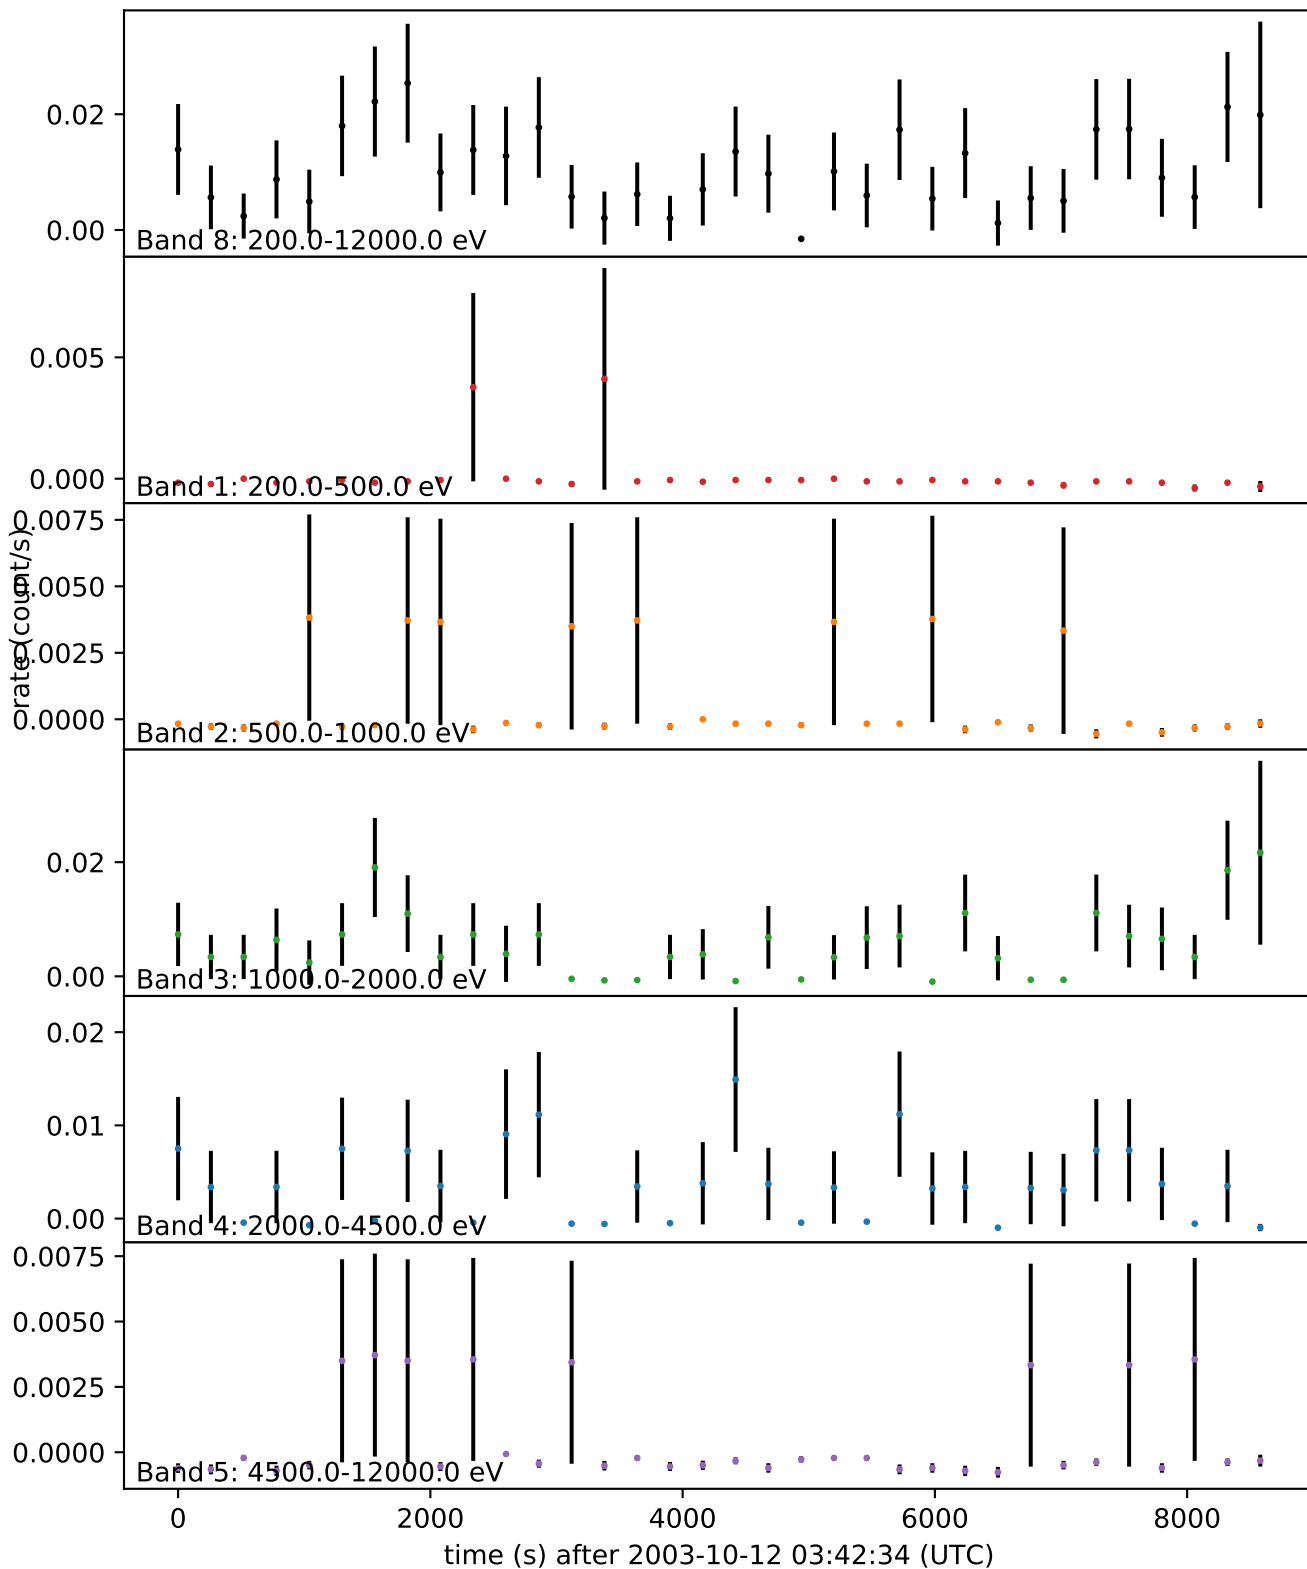 0.02
0.00
Band 8: 200.0-12000.0 eV
0.005
0.000
Band 1: 200.0-500.0 eV
0.0075
0.0050
0.0025
0.0000
Band 2: 500.0-1000.0 eV
orate (count/s)
0.02
0.00
Band 3: 1000.0-2000.0 eV
0.02
0.01
0.00
Band 4: 2000.0-4500.0 eV
0.0075
0.0050
0.0025
0.0000
Band 5: 4500.0-12000.0 eV
0 2000 4000 6000 8000
time (s) after 2003-10-12 03:42:34 (UTC)